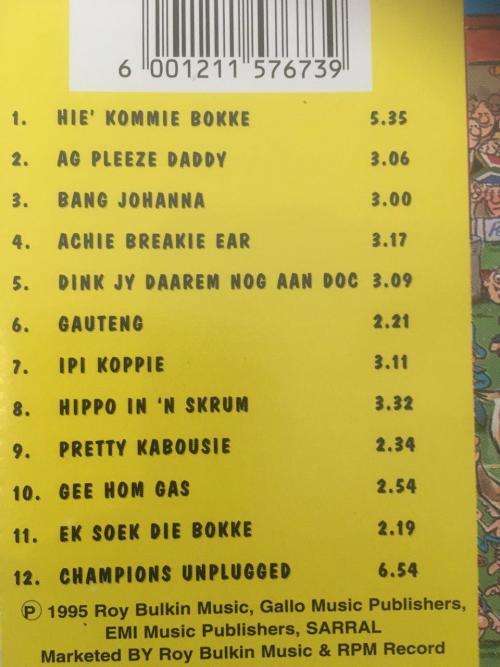 6 001211 576739
1. HIE' KOMMIE BOKKE 5.35
2. AG PLEEZE DADDY 3.06
3. BANG JOHANNA 3.00
4. ACHIE BREAKIE EAR 3.17
5. DINK JY DAAREM NOG AAN DOC 3.09
6. GAUTENG 2.21
7. IPI KOPPIE 3.11
8. HIPPO IN 'N SKRUM 3.32
9. PRETTY KABOUSIE 2.34
10. GEE HOM GAS 2.54
11. EK SOEK DIE BOKKE 2.19
12. CHAMPIONS UNPLUGGED 6.54
Ⓟ 1995 Roy Bulkin Music, Gallo Music Publishers,
EMI Music Publishers, SARRAL
Marketed BY Roy Bulkin Music & RPM Record